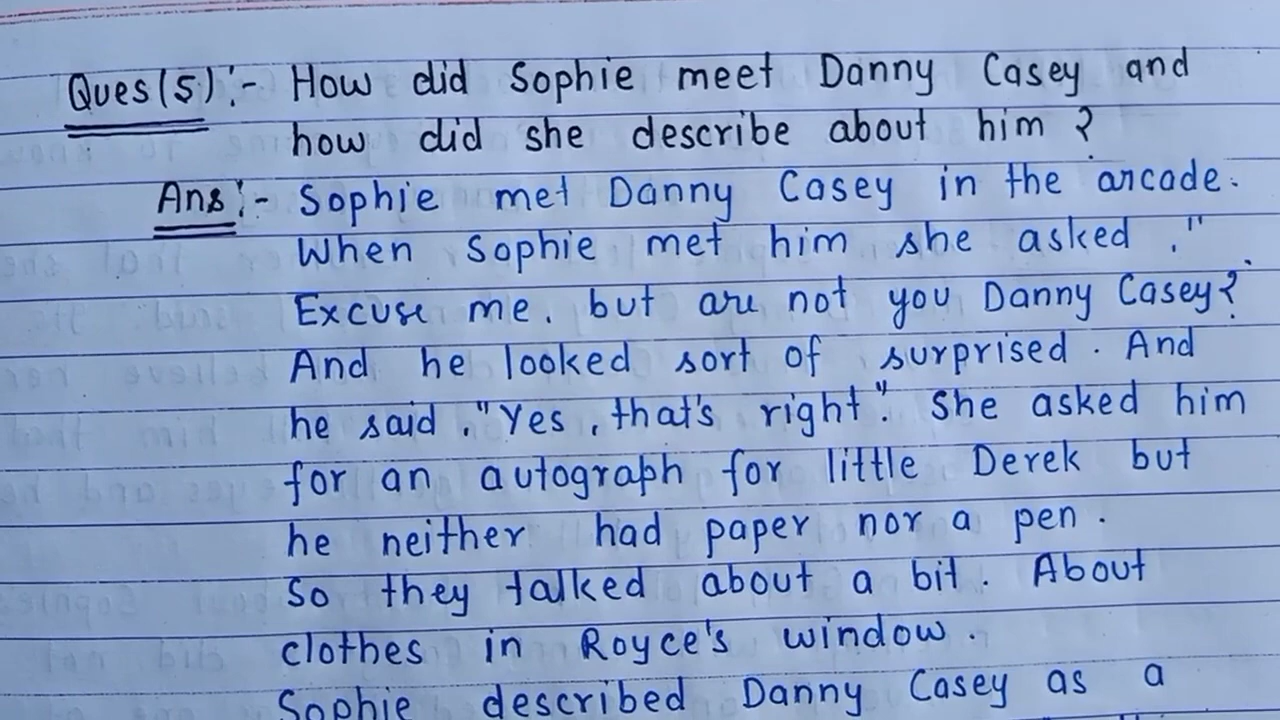 Ques(5):- How did Sophie meet Danny Casey and
how did she describe about him ?
Ans:- Sophie met Danny Casey in the arcade.
When Sophie met him she asked ,"
Excuse me, but are not you Danny Casey?"
And he looked sort of surprised. And
he said, "Yes, that's right". She asked him
for an autograph for little Derek but
he neither had paper nor a pen.
So they talked about a bit. About
clothes in Royce's window.
Sophie described Danny Casey as a